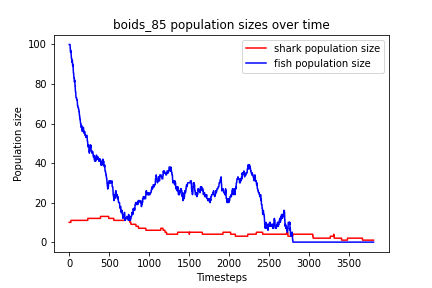 boids_85 population sizes over time
shark population size
fish population size
Population size
100
80
60
40
20
0
0
500
1000
1500
2000
2500
3000
3500
Timesteps